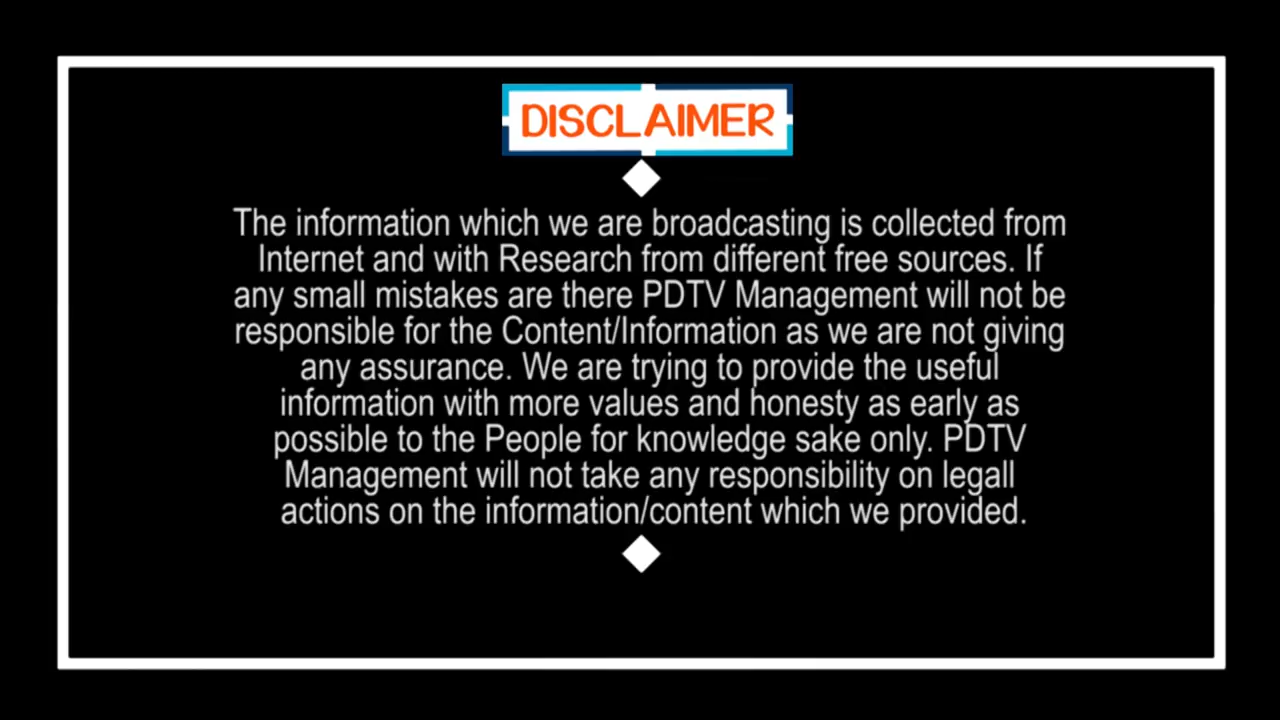 DISCLAIMER
The information which we are broadcasting is collected from
Internet and with Research from different free sources. If
any small mistakes are there PDTV Management will not be
responsible for the Content/Information as we are not giving
any assurance. We are trying to provide the useful
information with more values and honesty as early as
possible to the People for knowledge sake only. PDTV
Management will not take any responsibility on legall
actions on the information/content which we provided.